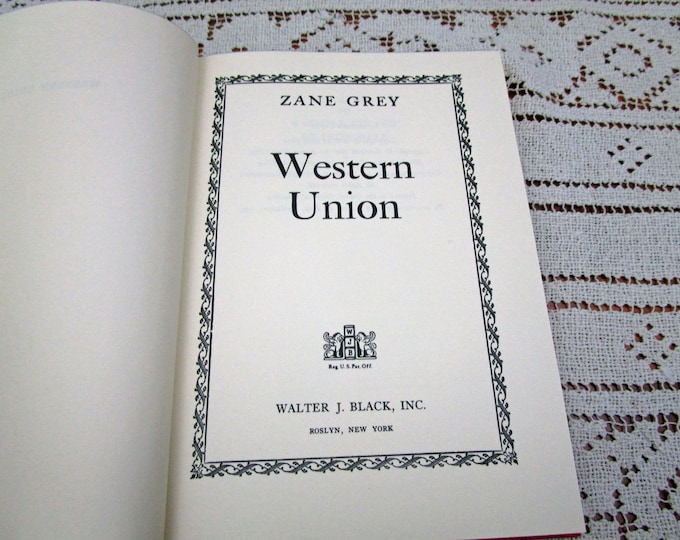 ZANE GREY
Western
Union
W
J
B
Reg. U. S. Pat. Off.
WALTER J. BLACK, INC.
ROSLYN, NEW YORK